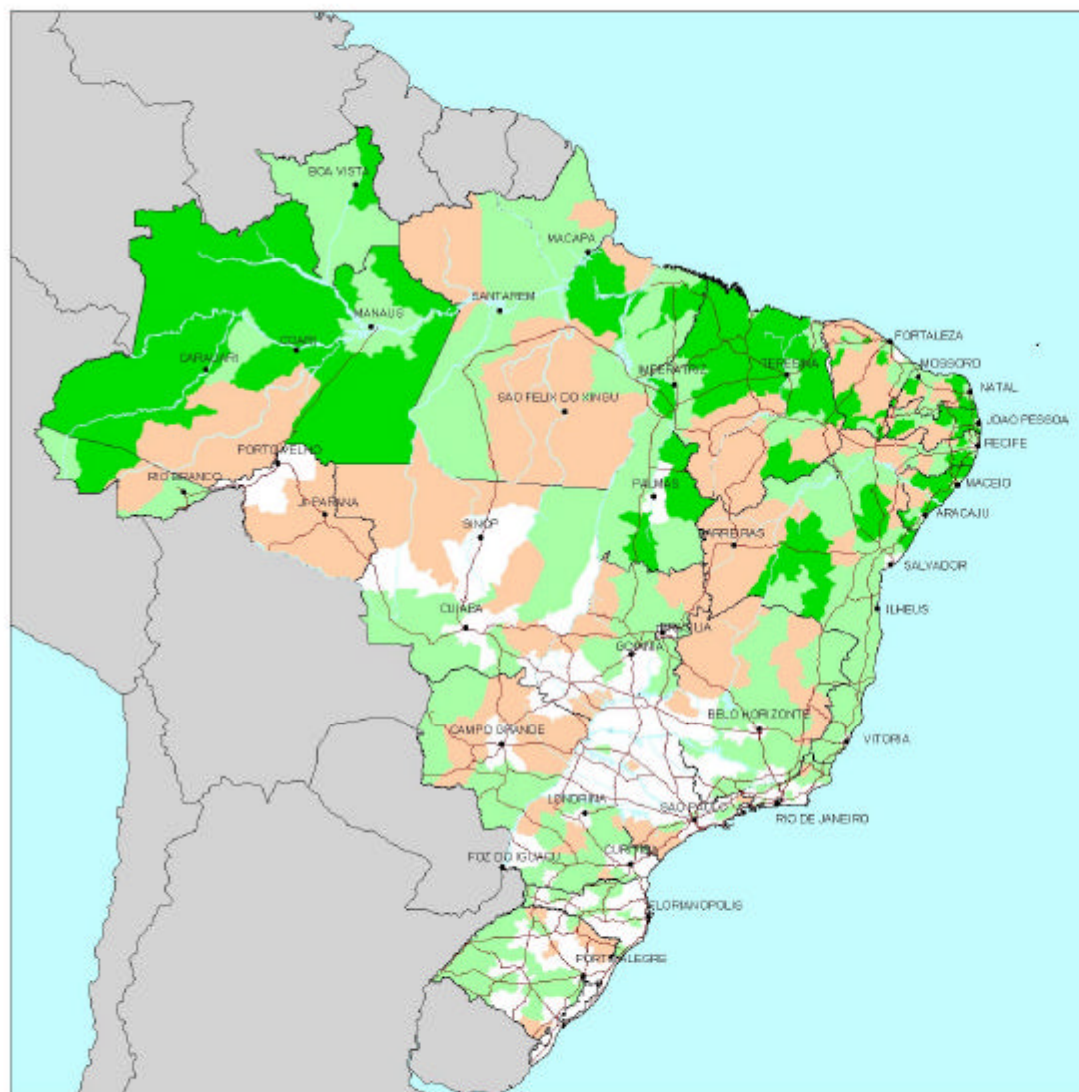 BOA VISTA
MACAPA
SANTAREM
MANAUS
COARI
CARAUARI
FORTALEZA
MOSSORO
TERESINA
IMPERATRIZ
NATAL
SAO FELIX DO XINGU
JOAO PESSOA
RECIFE
PORTO VELHO
RIO BRANCO
PALMAS
MACEIO
JI-PARANA
ARACAJU
SINOP
BARREIRAS
SALVADOR
CUIABA
ILHEUS
BRASILIA
GOIANIA
BELO HORIZONTE
CAMPO GRANDE
VITORIA
LONDRINA
SAO PAULO
RIO DE JANEIRO
CURITIBA
FOZ DO IGUACU
FLORIANOPOLIS
PORTO ALEGRE